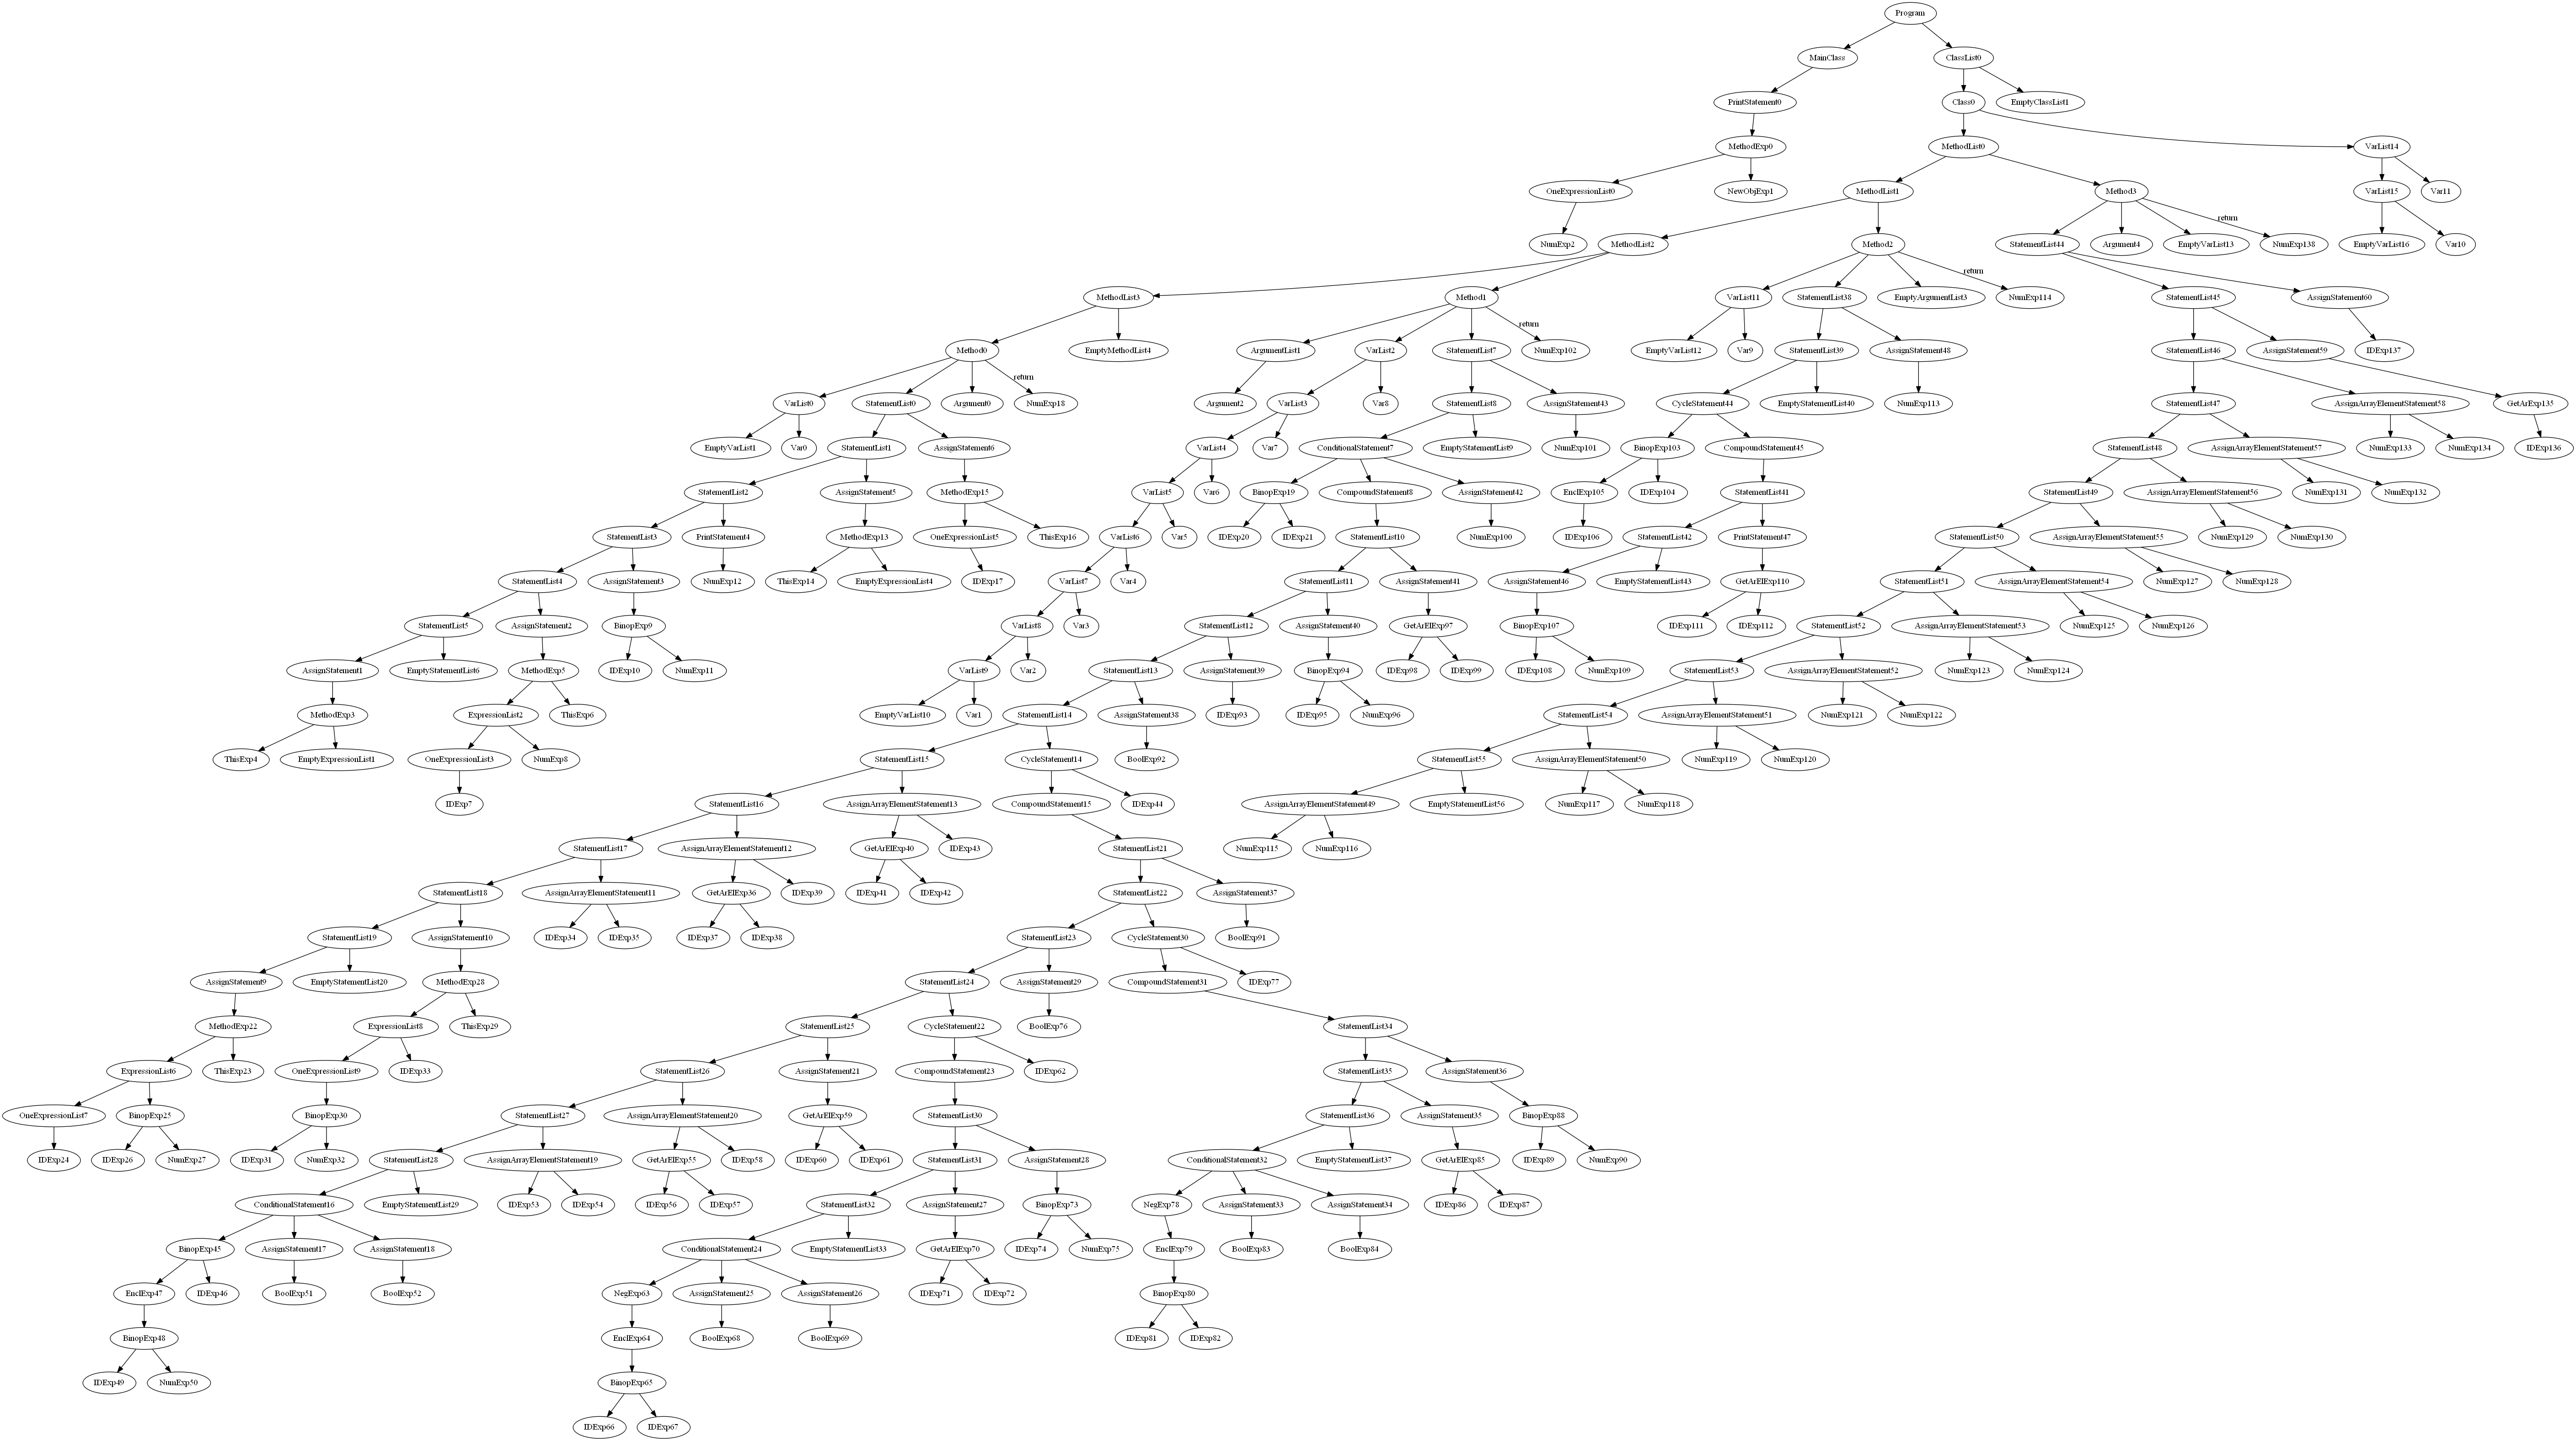 Program
MainClass
ClassList0
PrintStatement0
Class0
EmptyClassList1
MethodExp0
MethodList0
VarList14
OneExpressionList0
NewObjExp1
MethodList1
Method3
VarList15
Var11
return
NumExp2
MethodList2
Method2
StatementList44
Argument4
EmptyVarList13
NumExp138
EmptyVarList16
Var10
return
MethodList3
Method1
VarList11
StatementList38
EmptyArgumentList3
NumExp114
StatementList45
AssignStatement60
return
Method0
EmptyMethodList4
ArgumentList1
VarList2
StatementList7
NumExp102
EmptyVarList12
Var9
StatementList39
AssignStatement48
StatementList46
AssignStatement59
IDExp137
return
VarList0
StatementList0
Argument0
NumExp18
Argument2
VarList3
Var8
StatementList8
AssignStatement43
CycleStatement44
EmptyStatementList40
NumExp113
StatementList47
AssignArrayElementStatement58
GetArExp135
EmptyVarList1
Var0
StatementList1
AssignStatement6
VarList4
Var7
ConditionalStatement7
EmptyStatementList9
NumExp101
BinopExp103
CompoundStatement45
StatementList48
AssignArrayElementStatement57
NumExp133
NumExp134
IDExp136
StatementList2
AssignStatement5
MethodExp15
VarList5
Var6
BinopExp19
CompoundStatement8
AssignStatement42
EnclExp105
IDExp104
StatementList41
StatementList49
AssignArrayElementStatement56
NumExp131
NumExp132
StatementList3
PrintStatement4
MethodExp13
OneExpressionList5
ThisExp16
VarList6
Var5
IDExp20
IDExp21
StatementList10
NumExp100
IDExp106
StatementList42
PrintStatement47
StatementList50
AssignArrayElementStatement55
NumExp129
NumExp130
StatementList4
AssignStatement3
NumExp12
ThisExp14
EmptyExpressionList4
IDExp17
VarList7
Var4
StatementList11
AssignStatement41
AssignStatement46
EmptyStatementList43
GetArElExp110
StatementList51
AssignArrayElementStatement54
NumExp127
NumExp128
StatementList5
AssignStatement2
BinopExp9
VarList8
Var3
StatementList12
AssignStatement40
GetArElExp97
BinopExp107
IDExp111
IDExp112
StatementList52
AssignArrayElementStatement53
NumExp125
NumExp126
AssignStatement1
EmptyStatementList6
MethodExp5
IDExp10
NumExp11
VarList9
Var2
StatementList13
AssignStatement39
BinopExp94
IDExp98
IDExp99
IDExp108
NumExp109
StatementList53
AssignArrayElementStatement52
NumExp123
NumExp124
MethodExp3
ExpressionList2
ThisExp6
EmptyVarList10
Var1
StatementList14
AssignStatement38
IDExp93
IDExp95
NumExp96
StatementList54
AssignArrayElementStatement51
NumExp121
NumExp122
ThisExp4
EmptyExpressionList1
OneExpressionList3
NumExp8
StatementList15
CycleStatement14
BoolExp92
StatementList55
AssignArrayElementStatement50
NumExp119
NumExp120
IDExp7
StatementList16
AssignArrayElementStatement13
CompoundStatement15
IDExp44
AssignArrayElementStatement49
EmptyStatementList56
NumExp117
NumExp118
StatementList17
AssignArrayElementStatement12
GetArElExp40
IDExp43
StatementList21
NumExp115
NumExp116
StatementList18
AssignArrayElementStatement11
GetArElExp36
IDExp39
IDExp41
IDExp42
StatementList22
AssignStatement37
StatementList19
AssignStatement10
IDExp34
IDExp35
IDExp37
IDExp38
StatementList23
CycleStatement30
BoolExp91
AssignStatement9
EmptyStatementList20
MethodExp28
StatementList24
AssignStatement29
CompoundStatement31
IDExp77
MethodExp22
ExpressionList8
ThisExp29
StatementList25
CycleStatement22
BoolExp76
StatementList34
ExpressionList6
ThisExp23
OneExpressionList9
IDExp33
StatementList26
AssignStatement21
CompoundStatement23
IDExp62
StatementList35
AssignStatement36
OneExpressionList7
BinopExp25
BinopExp30
StatementList27
AssignArrayElementStatement20
GetArElExp59
StatementList30
StatementList36
AssignStatement35
BinopExp88
IDExp24
IDExp26
NumExp27
IDExp31
NumExp32
StatementList28
AssignArrayElementStatement19
GetArElExp55
IDExp58
IDExp60
IDExp61
StatementList31
AssignStatement28
ConditionalStatement32
EmptyStatementList37
GetArElExp85
IDExp89
NumExp90
ConditionalStatement16
EmptyStatementList29
IDExp53
IDExp54
IDExp56
IDExp57
StatementList32
AssignStatement27
BinopExp73
NegExp78
AssignStatement33
AssignStatement34
IDExp86
IDExp87
BinopExp45
AssignStatement17
AssignStatement18
ConditionalStatement24
EmptyStatementList33
GetArElExp70
IDExp74
NumExp75
EnclExp79
BoolExp83
BoolExp84
EnclExp47
IDExp46
BoolExp51
BoolExp52
NegExp63
AssignStatement25
AssignStatement26
IDExp71
IDExp72
BinopExp80
BinopExp48
EnclExp64
BoolExp68
BoolExp69
IDExp81
IDExp82
IDExp49
NumExp50
BinopExp65
IDExp66
IDExp67